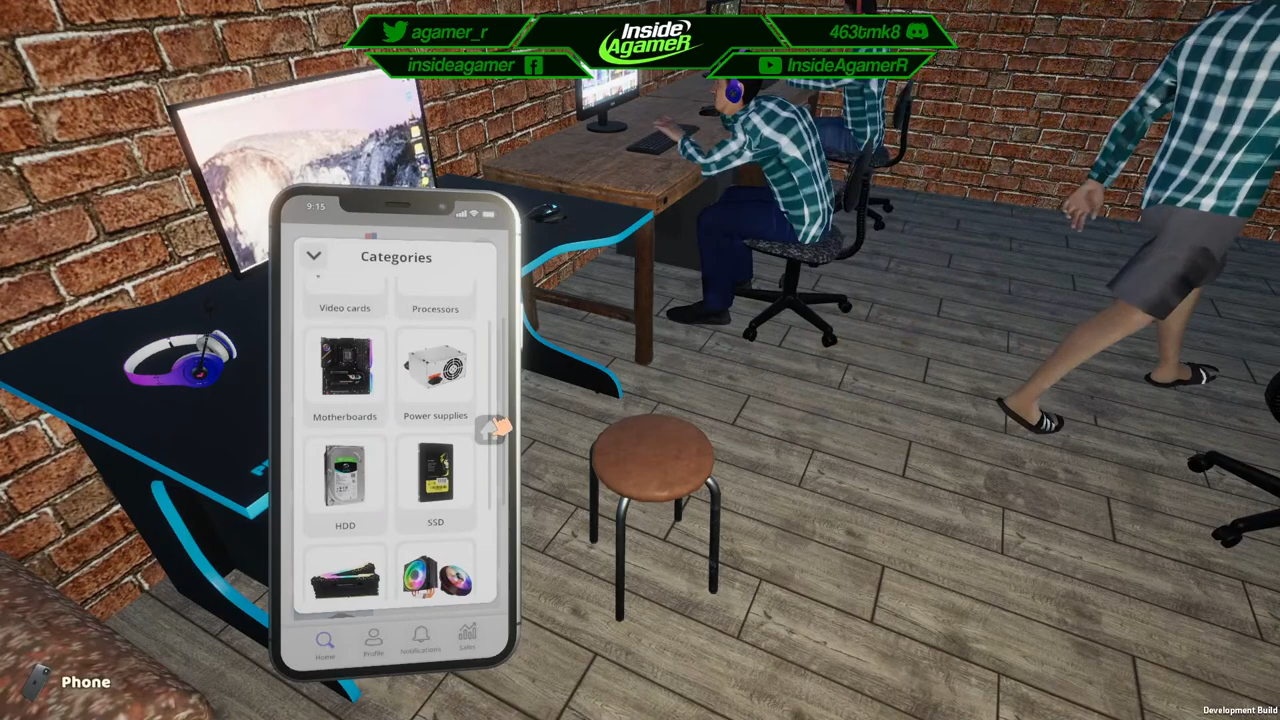 agamer_r
Inside
AgameR
463tmk8
insideagamer
InsideAgamerR
9:15
Categories
Video cards
Processors
Motherboards
Power supplies
HDD
SSD
Home
Profile
Notifications
Sales
Phone
Development Build